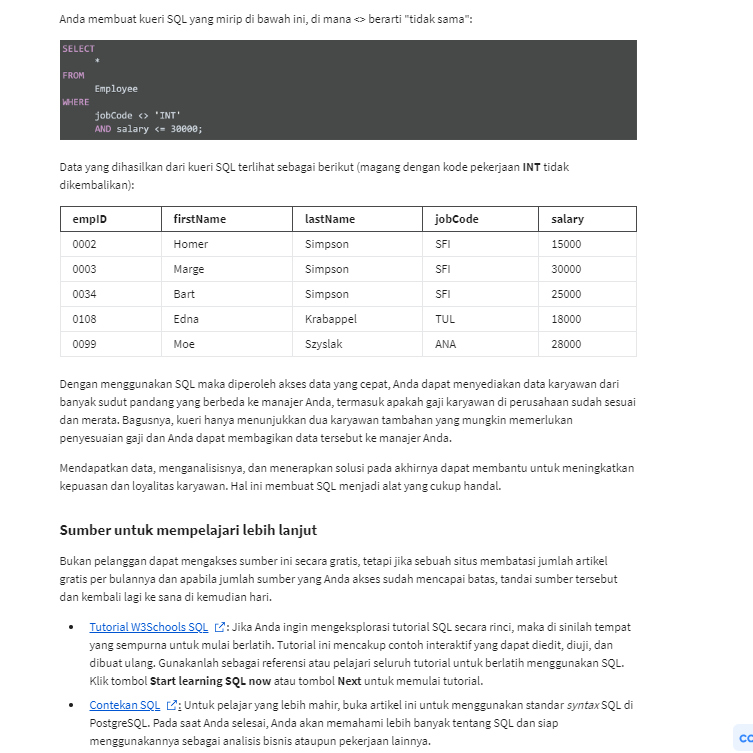 Anda membuat kueri SQL yang mirip di bawah ini, di mana <> berarti "tidak sama":
SELECT
*
FROM
Employee
WHERE
jobCode <> 'INT'
AND salary <= 30000;
Data yang dihasilkan dari kueri SQL terlihat sebagai berikut (magang dengan kode pekerjaan INT tidak
dikembalikan):
empID firstName lastName jobCode salary
0002 Homer Simpson SFI 15000
0003 Marge Simpson SFI 30000
0034 Bart Simpson SFI 25000
0108 Edna Krabappel TUL 18000
0099 Moe Szyslak ANA 28000
Dengan menggunakan SQL maka diperoleh akses data yang cepat, Anda dapat menyediakan data karyawan dari
banyak sudut pandang yang berbeda ke manajer Anda, termasuk apakah gaji karyawan di perusahaan sudah sesuai
dan merata. Bagusnya, kueri hanya menunjukkan dua karyawan tambahan yang mungkin memerlukan
penyesuaian gaji dan Anda dapat membagikan data tersebut ke manajer Anda.
Mendapatkan data, menganalisisnya, dan menerapkan solusi pada akhirnya dapat membantu untuk meningkatkan
kepuasan dan loyalitas karyawan. Hal ini membuat SQL menjadi alat yang cukup handal.
Sumber untuk mempelajari lebih lanjut
Bukan pelanggan dapat mengakses sumber ini secara gratis, tetapi jika sebuah situs membatasi jumlah artikel
gratis per bulannya dan apabila jumlah sumber yang Anda akses sudah mencapai batas, tandai sumber tersebut
dan kembali lagi ke sana di kemudian hari.
• Tutorial W3Schools SQL : Jika Anda ingin mengeksplorasi tutorial SQL secara rinci, maka di sinilah tempat
yang sempurna untuk mulai berlatih. Tutorial ini mencakup contoh interaktif yang dapat diedit, diuji, dan
dibuat ulang. Gunakanlah sebagai referensi atau pelajari seluruh tutorial untuk berlatih menggunakan SQL.
Klik tombol Start learning SQL now atau tombol Next untuk memulai tutorial.
• Contekan SQL : Untuk pelajar yang lebih mahir, buka artikel ini untuk menggunakan standar syntax SQL di
PostgreSQL. Pada saat Anda selesai, Anda akan memahami lebih banyak tentang SQL dan siap
menggunakannya sebagai analisis bisnis ataupun pekerjaan lainnya.